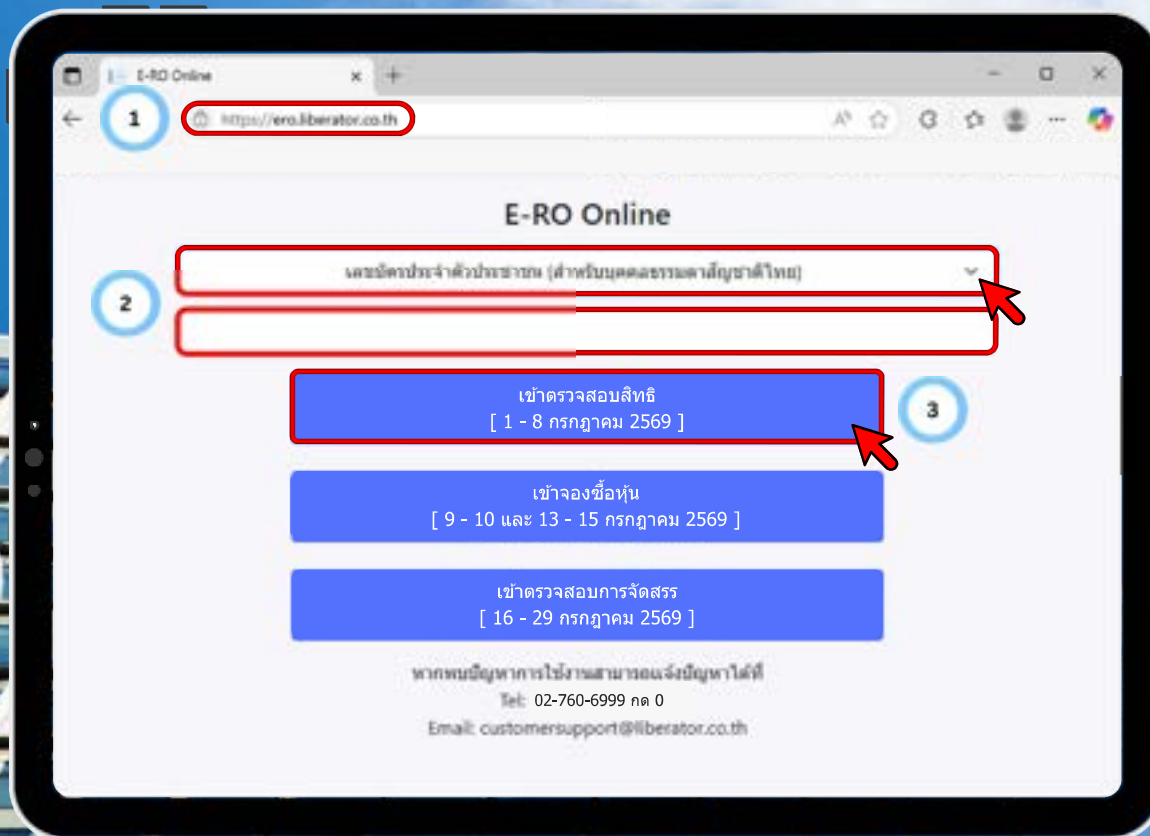 E-RO Online
1
https://ero.liberator.co.th
E-RO Online
2
เลขบัตรประจำตัวประชาชน (สำหรับบุคคลธรรมดาสัญชาติไทย)
เข้าตรวจสอบสิทธิ
[ 1 - 8 กรกฎาคม 2569 ]
3
เข้าจองซื้อหุ้น
[ 9 - 10 และ 13 - 15 กรกฎาคม 2569 ]
เข้าตรวจสอบการจัดสรร
[ 16 - 29 กรกฎาคม 2569 ]
หากพบปัญหาการใช้งานสามารถแจ้งปัญหาได้ที่
Tel: 02-760-6999 กด 0
Email: customersupport@liberator.co.th